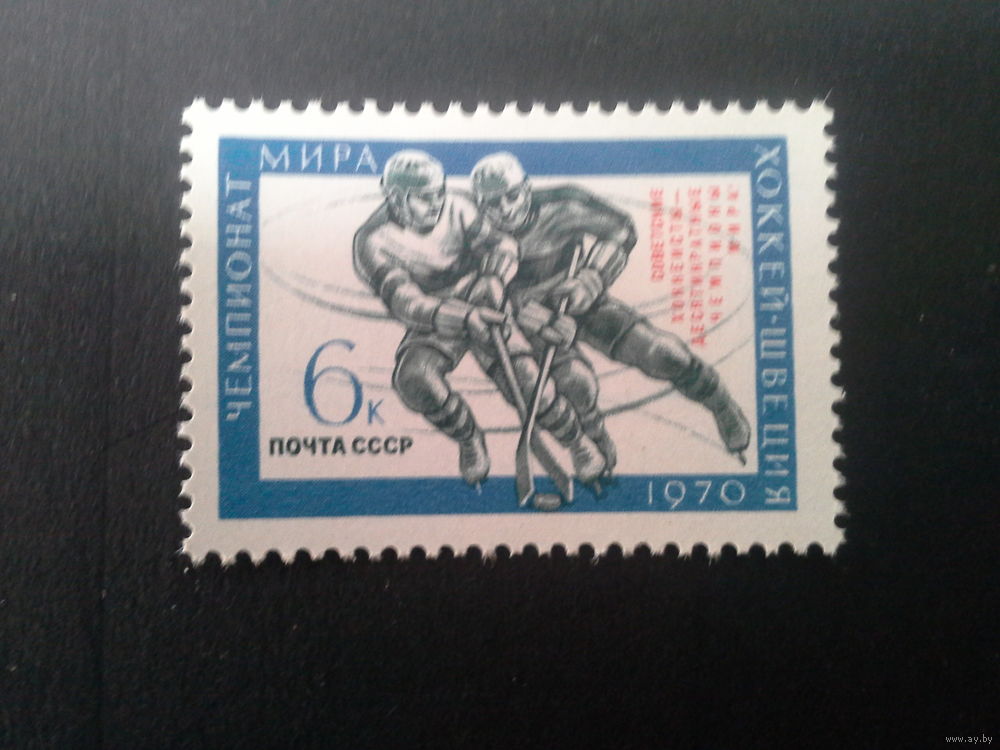 ЧЕМПИОНАТ
МИРА
ХОККЕЙ-ШВЕЦИЯ
1970
6к
ПОЧТА СССР
СОВЕТСКИЕ
ХОККЕИСТЫ—
ДЕСЯТИКРАТНЫЕ
ЧЕМПИОНЫ
МИРА
www.ay.by